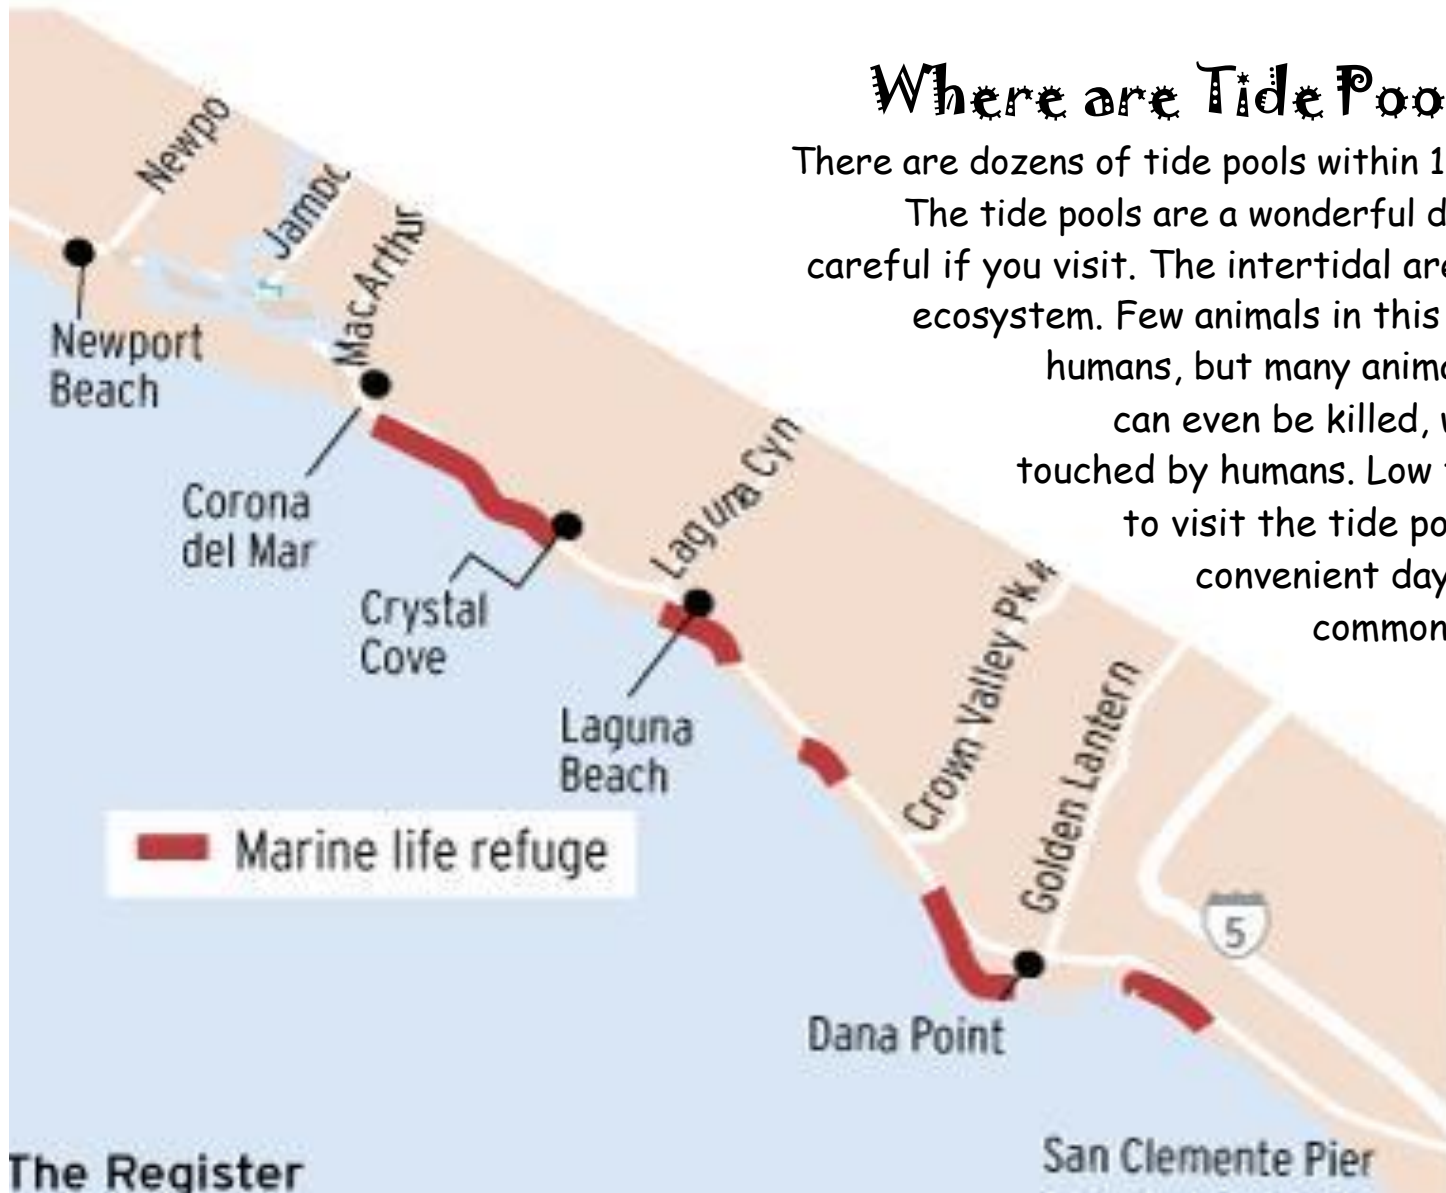 Where are Tide Poo
There are dozens of tide pools within 1
The tide pools are a wonderful d
careful if you visit. The intertidal are
ecosystem. Few animals in this
humans, but many anima
can even be killed, w
touched by humans. Low t
to visit the tide po
convenient day
common
Newpo
Jambo
MacArthur
Newport
Beach
Corona
del Mar
Laguna Cyn
Crystal
Cove
Laguna
Beach
Crown Valley Pk
Golden Lantern
Marine life refuge
5
Dana Point
San Clemente Pier
The Register